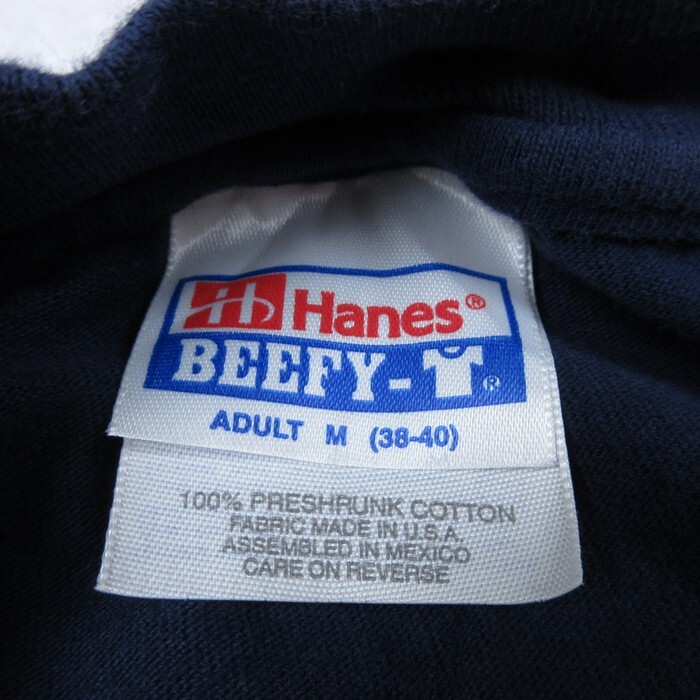 Hanes®
BEEFY-T®
ADULT M (38-40)
100% PRESHRUNK COTTON
FABRIC MADE IN U.S.A.
ASSEMBLED IN MEXICO
CARE ON REVERSE